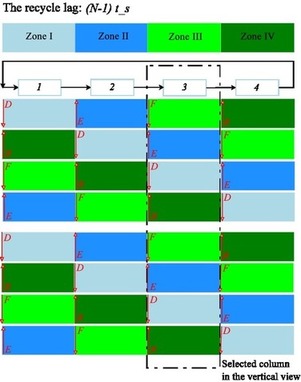 The recycle lag: (N-1) t_s
Zone I Zone II Zone III Zone IV
1 2 3 4
D E F
D E F
F D E
E F D
D E F
D E F
F D E
E F D
Selected column
in the vertical view